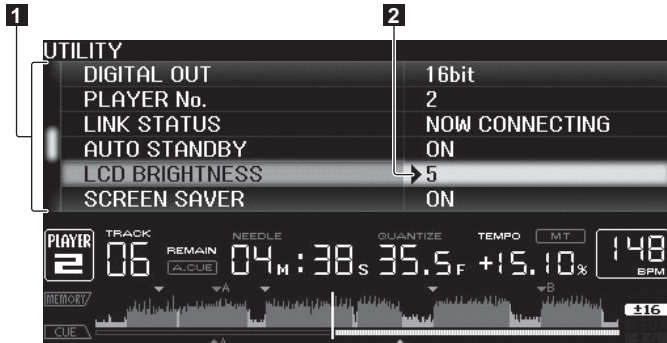 1 2
UTILITY
DIGITAL OUT 16bit
PLAYER No. 2
LINK STATUS NOW CONNECTING
AUTO STANDBY ON
LCD BRIGHTNESS 5
SCREEN SAVER ON
PLAYER 2 TRACK 06 REMAIN A.CUE NEEDLE 04M:38S 35.5F QUANTIZE TEMPO +15.10% MT 148 BPM
A B
MEMORY/
±16
CUE
A